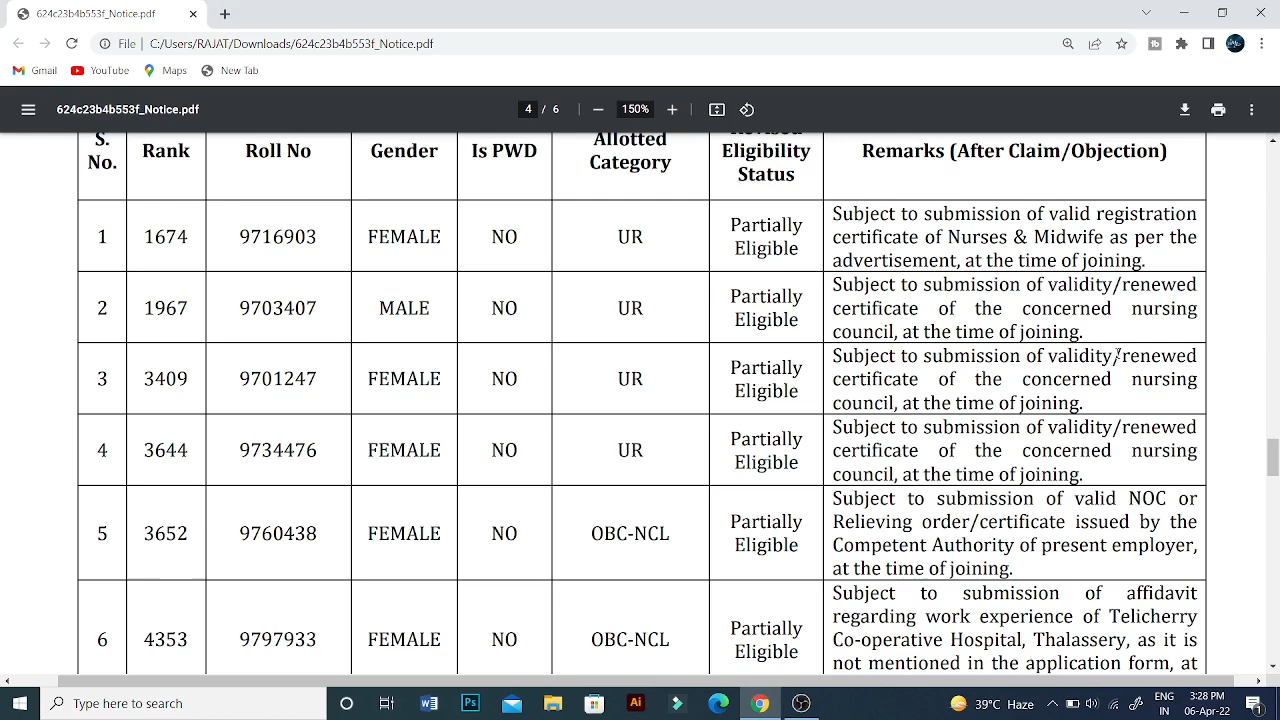 624c23b4b553f_Notice.pdf
File C:/Users/RAJAT/Downloads/624c23b4b553f_Notice.pdf
Gmail YouTube Maps New Tab
624c23b4b553f_Notice.pdf 4 / 6 150%
S. No. Rank Roll No Gender Is PWD Allotted Category Revised Eligibility Status Remarks (After Claim/Objection)
1 1674 9716903 FEMALE NO UR Partially Eligible
Subject to submission of valid registration
certificate of Nurses & Midwife as per the
advertisement, at the time of joining.
2 1967 9703407 MALE NO UR Partially Eligible
Subject to submission of validity/renewed
certificate of the concerned nursing
council, at the time of joining.
3 3409 9701247 FEMALE NO UR Partially Eligible
Subject to submission of validity/renewed
certificate of the concerned nursing
council, at the time of joining.
4 3644 9734476 FEMALE NO UR Partially Eligible
Subject to submission of validity/renewed
certificate of the concerned nursing
council, at the time of joining.
5 3652 9760438 FEMALE NO OBC-NCL Partially Eligible
Subject to submission of valid NOC or
Relieving order/certificate issued by the
Competent Authority of present employer,
at the time of joining.
6 4353 9797933 FEMALE NO OBC-NCL Partially Eligible
Subject to submission of affidavit
regarding work experience of Telicherry
Co-operative Hospital, Thalassery, as it is
not mentioned in the application form, at
Type here to search
39°C Haze
ENG
IN
3:28 PM
06-Apr-22